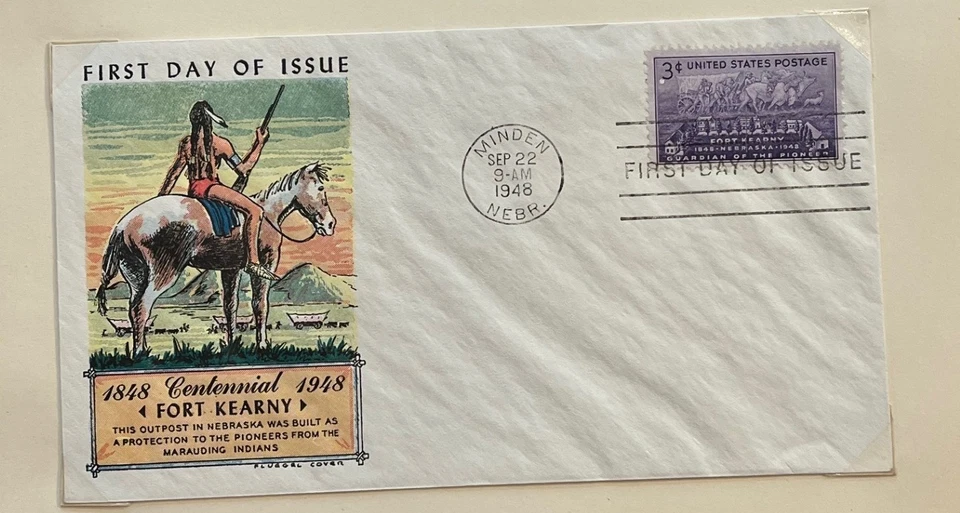 FIRST DAY OF ISSUE
1848 Centennial 1948
FORT KEARNY
THIS OUTPOST IN NEBRASKA WAS BUILT AS
A PROTECTION TO THE PIONEERS FROM THE
MARAUDING INDIANS
FLUEGEL COVER
MINDEN
SEP 22
9-AM
1948
NEBR.
3¢ UNITED STATES POSTAGE
FORT KEARNY
1848-NEBRASKA-1948
GUARDIAN OF THE PIONEER
FIRST DAY OF ISSUE